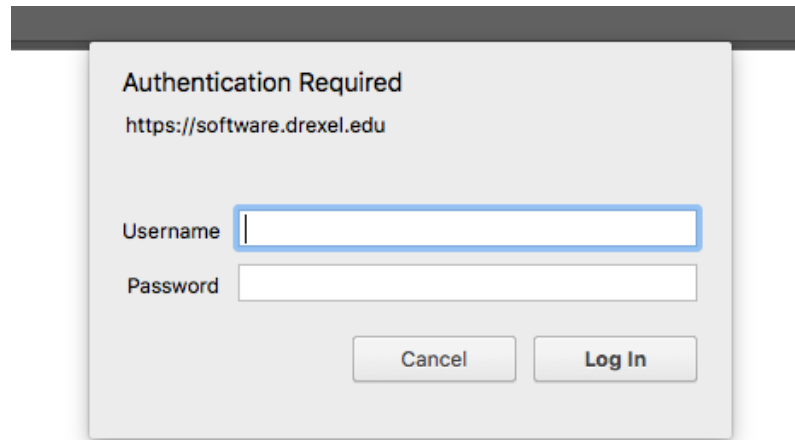 Authentication Required
https://software.drexel.edu
Username
Password
Cancel Log In